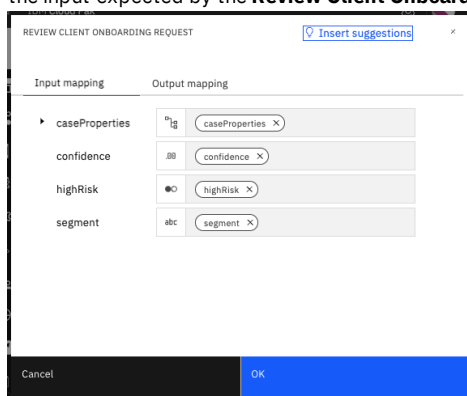 the input expected by the Review Client Onboard
REVIEW CLIENT ONBOARDING REQUEST
Insert suggestions
×
Input mapping
Output mapping
caseProperties
caseProperties ×
confidence
.00
confidence ×
highRisk
highRisk ×
segment
abc
segment ×
Cancel
OK